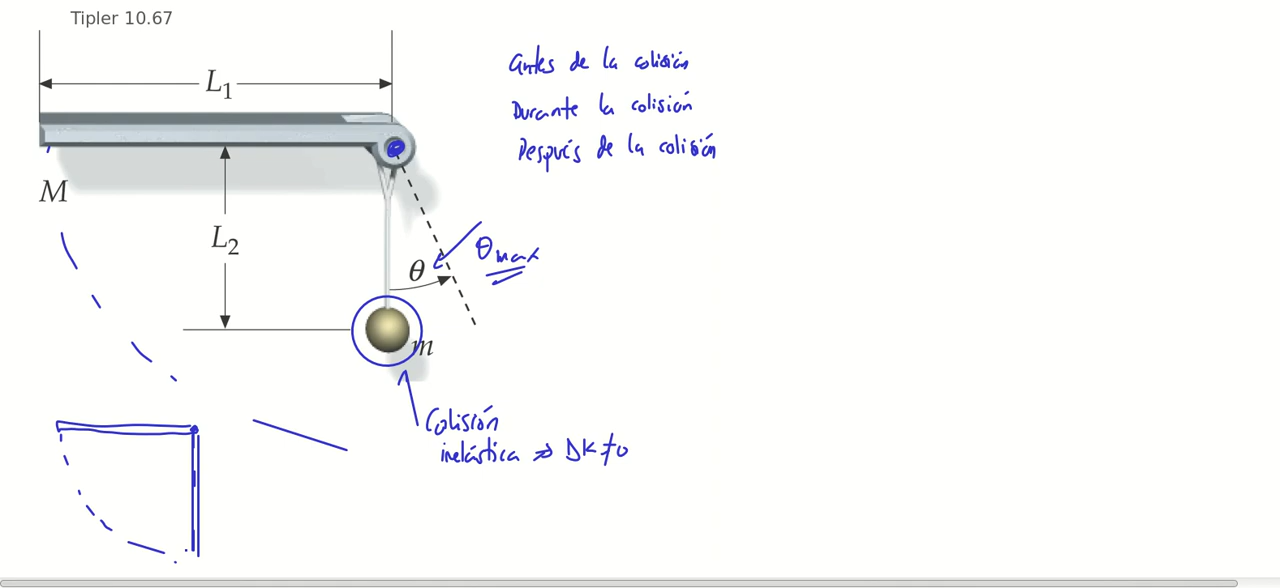 Tipler 10.67
L₁
Antes de la colisión
Durante la colisión
Después de la colisión
M
L₂
θ
θmax
m
Colisión
inelástica ⇒ ΔK≠0